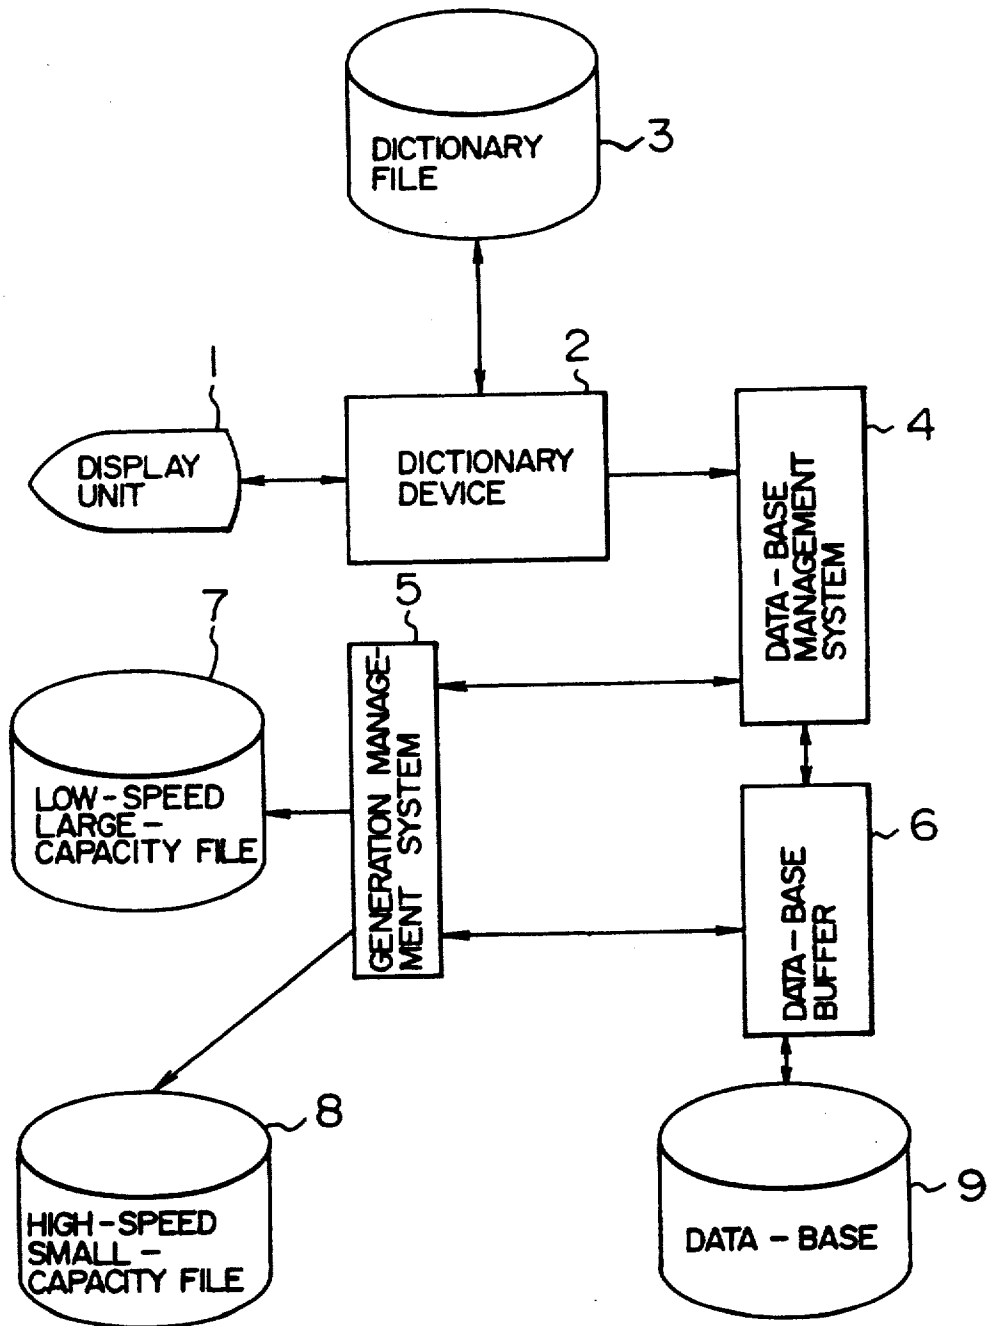 DICTIONARY
FILE
3
1
2
DISPLAY
UNIT
DICTIONARY
DEVICE
4
DATA-BASE
MANAGEMENT
SYSTEM
7
5
LOW-SPEED
LARGE-
CAPACITY FILE
GENERATION MANAGE-
MENT SYSTEM
6
DATA-BASE
BUFFER
8
HIGH-SPEED
SMALL-
CAPACITY FILE
9
DATA-BASE